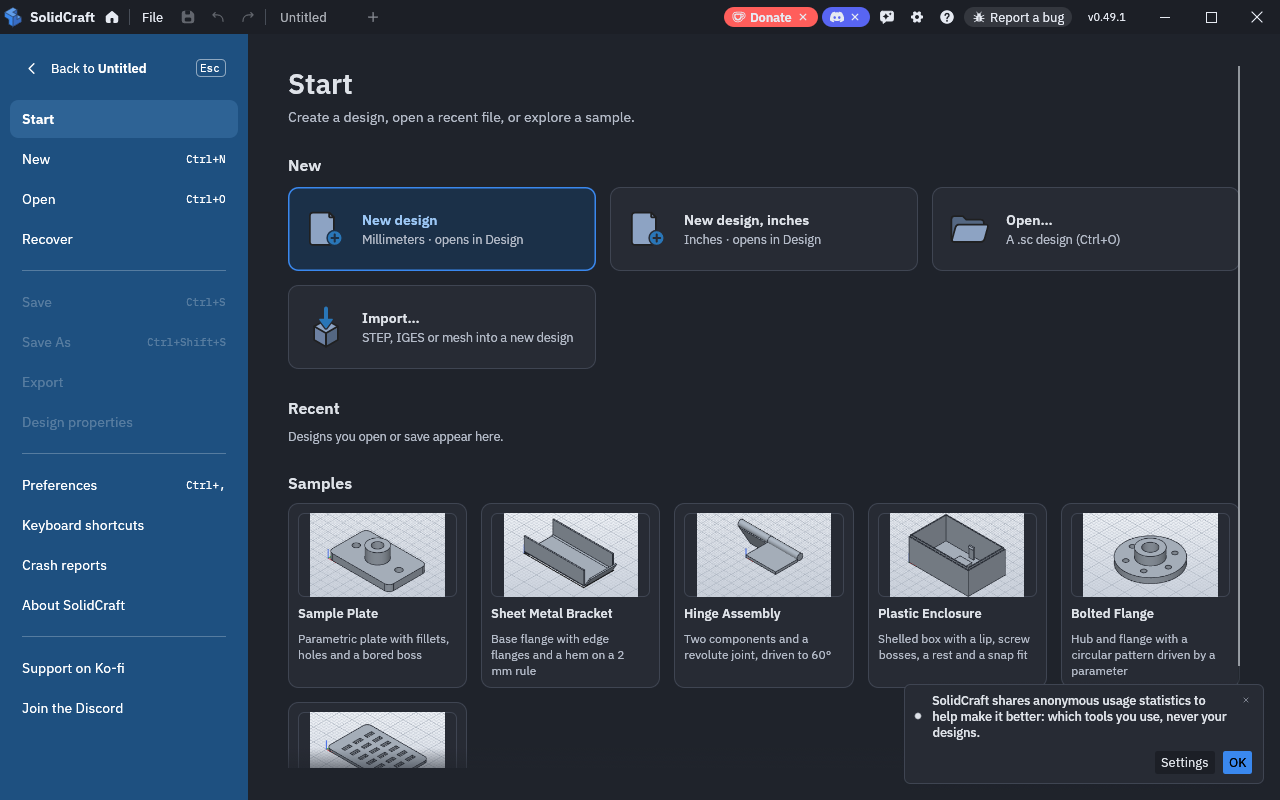 SolidCraft File Untitled Donate Report a bug v0.49.1
Back to Untitled Esc
Start
New Ctrl+N
Open Ctrl+O
Recover
Save Ctrl+S
Save As Ctrl+Shift+S
Export
Design properties
Preferences Ctrl+,
Keyboard shortcuts
Crash reports
About SolidCraft
Support on Ko-fi
Join the Discord
Start
Create a design, open a recent file, or explore a sample.
New
New design
Millimeters · opens in Design
New design, inches
Inches · opens in Design
Open...
A .sc design (Ctrl+O)
Import...
STEP, IGES or mesh into a new design
Recent
Designs you open or save appear here.
Samples
Sample Plate
Parametric plate with fillets,
holes and a bored boss
Sheet Metal Bracket
Base flange with edge
flanges and a hem on a 2
mm rule
Hinge Assembly
Two components and a
revolute joint, driven to 60°
Plastic Enclosure
Shelled box with a lip, screw
bosses, a rest and a snap fit
Bolted Flange
Hub and flange with a
circular pattern driven by a
parameter
SolidCraft shares anonymous usage statistics to
help make it better: which tools you use, never your
designs.
Settings OK